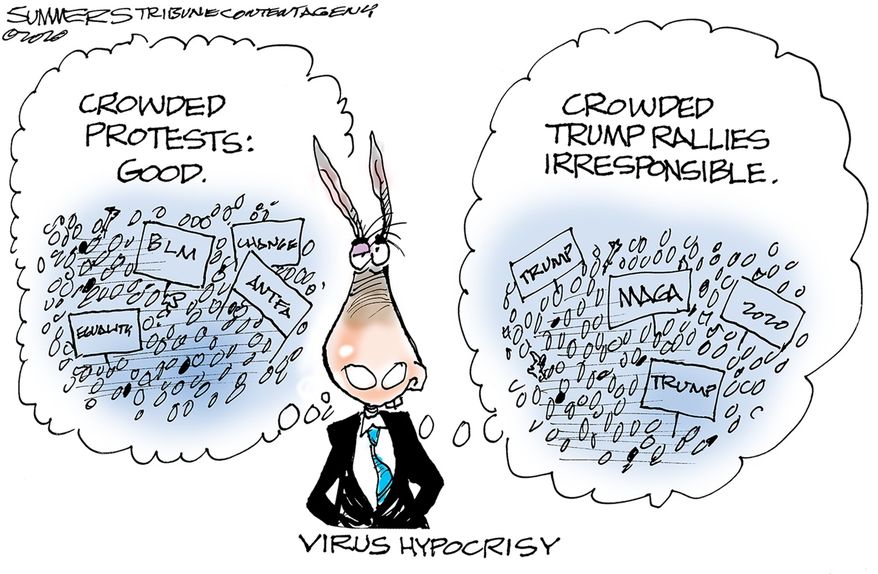 SUMMERS TRIBUNE CONTENT AGENCY
©2020
CROWDED
PROTESTS:
GOOD.
BLM
CHANGE
ANTFA
EQUALITY
CROWDED
TRUMP RALLIES
IRRESPONSIBLE.
TRUMP
MAGA
2020
TRUMP
VIRUS HYPOCRISY